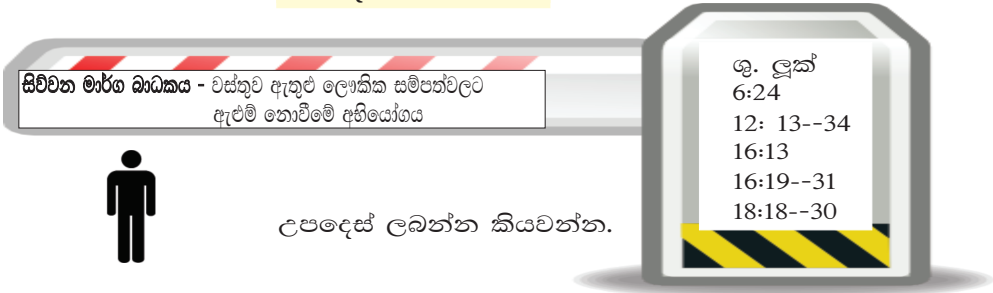 සිව්වන මාර්ග බාධකය - වස්තුව ඇතුළු ලෞකික සම්පත්වලට
ඇළුම් නොවීමේ අභියෝගය
ශු. ලූක්
6:24
12: 13--34
16:13
16:19--31
18:18--30
උපදෙස් ලබන්න කියවන්න.